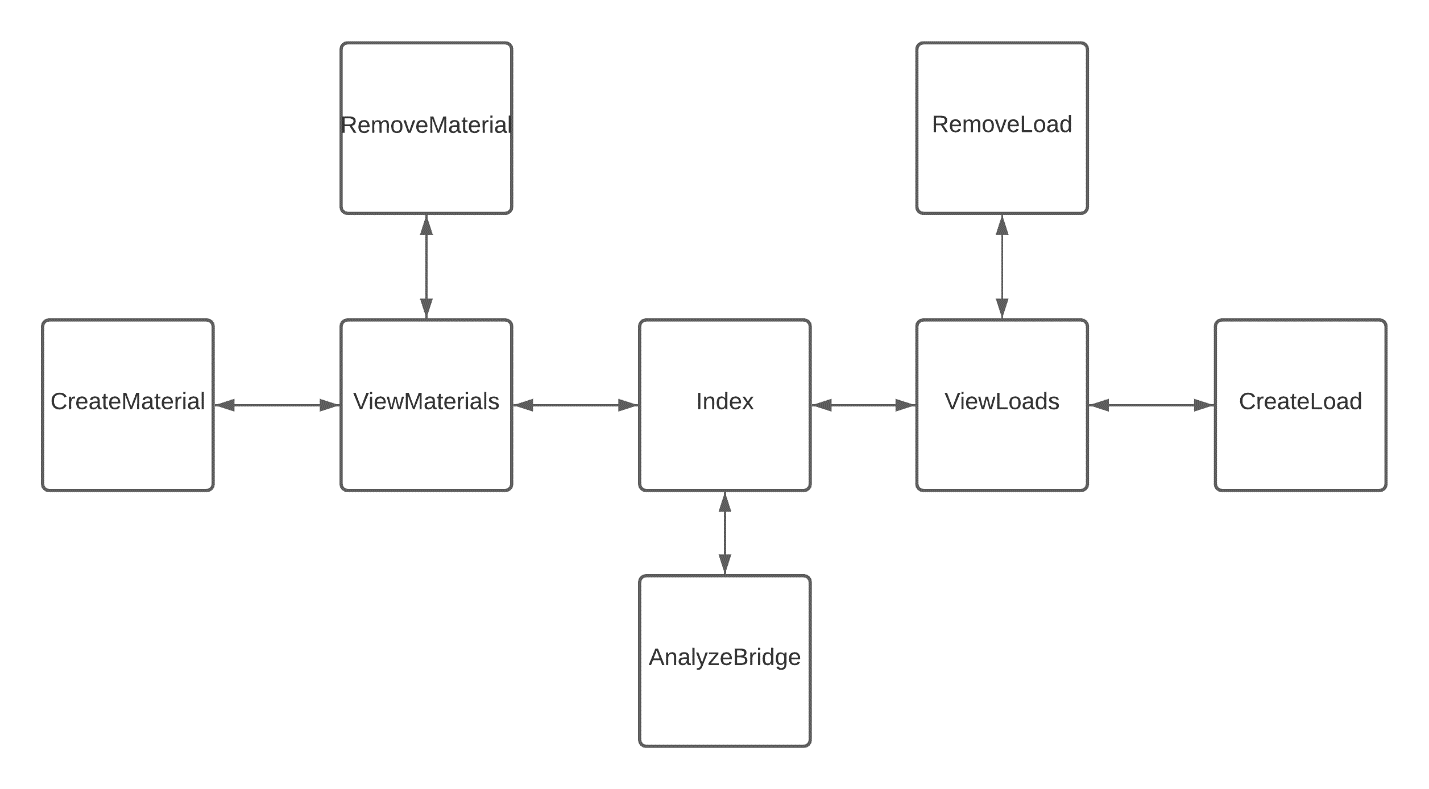 RemoveMaterial
RemoveLoad
CreateMaterial
ViewMaterials
Index
ViewLoads
CreateLoad
AnalyzeBridge